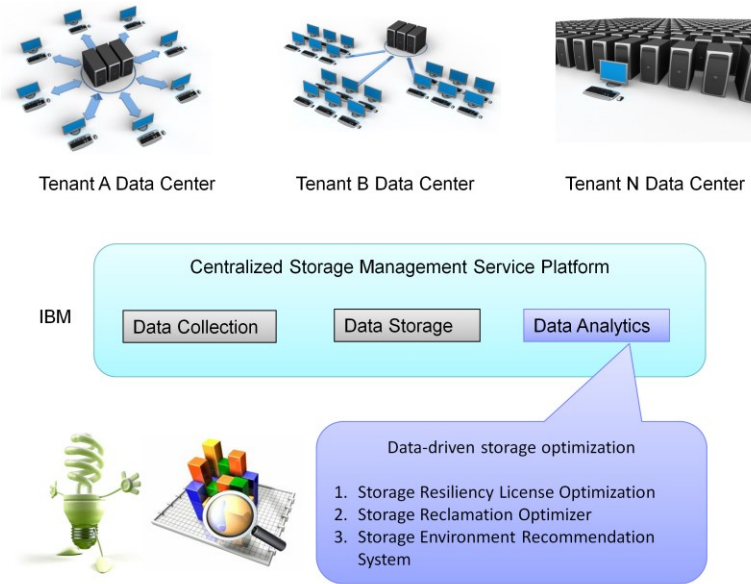 Tenant A Data Center
Tenant B Data Center
Tenant N Data Center
Centralized Storage Management Service Platform
IBM
Data Collection
Data Storage
Data Analytics
Data-driven storage optimization
1. Storage Resiliency License Optimization
2. Storage Reclamation Optimizer
3. Storage Environment Recommendation
System